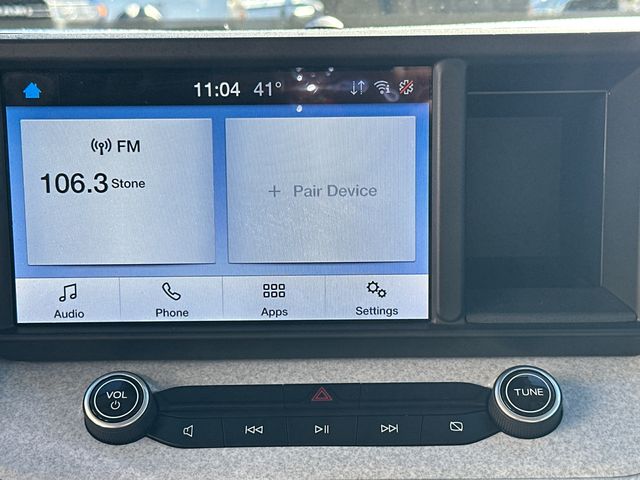 11:04 41°
FM
106.3 Stone
+ Pair Device
Audio Phone Apps Settings
VOL
TUNE